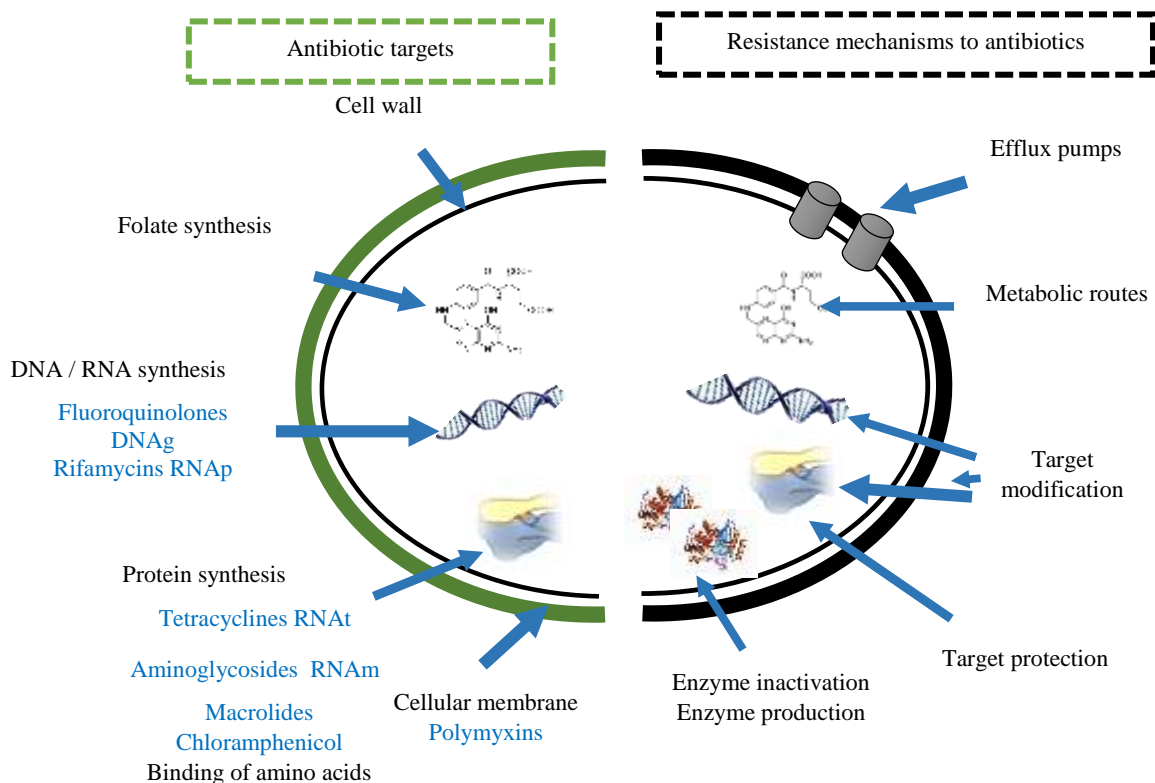 Antibiotic targets
Resistance mechanisms to antibiotics
Cell wall
Efflux pumps
Folate synthesis
Metabolic routes
DNA / RNA synthesis
Fluoroquinolones
DNAg
Rifamycins RNAp
Target
modification
Protein synthesis
Tetracyclines RNAt
Aminoglycosides RNAm
Macrolides
Chloramphenicol
Binding of amino acids
Cellular membrane
Polymyxins
Enzyme inactivation
Enzyme production
Target protection